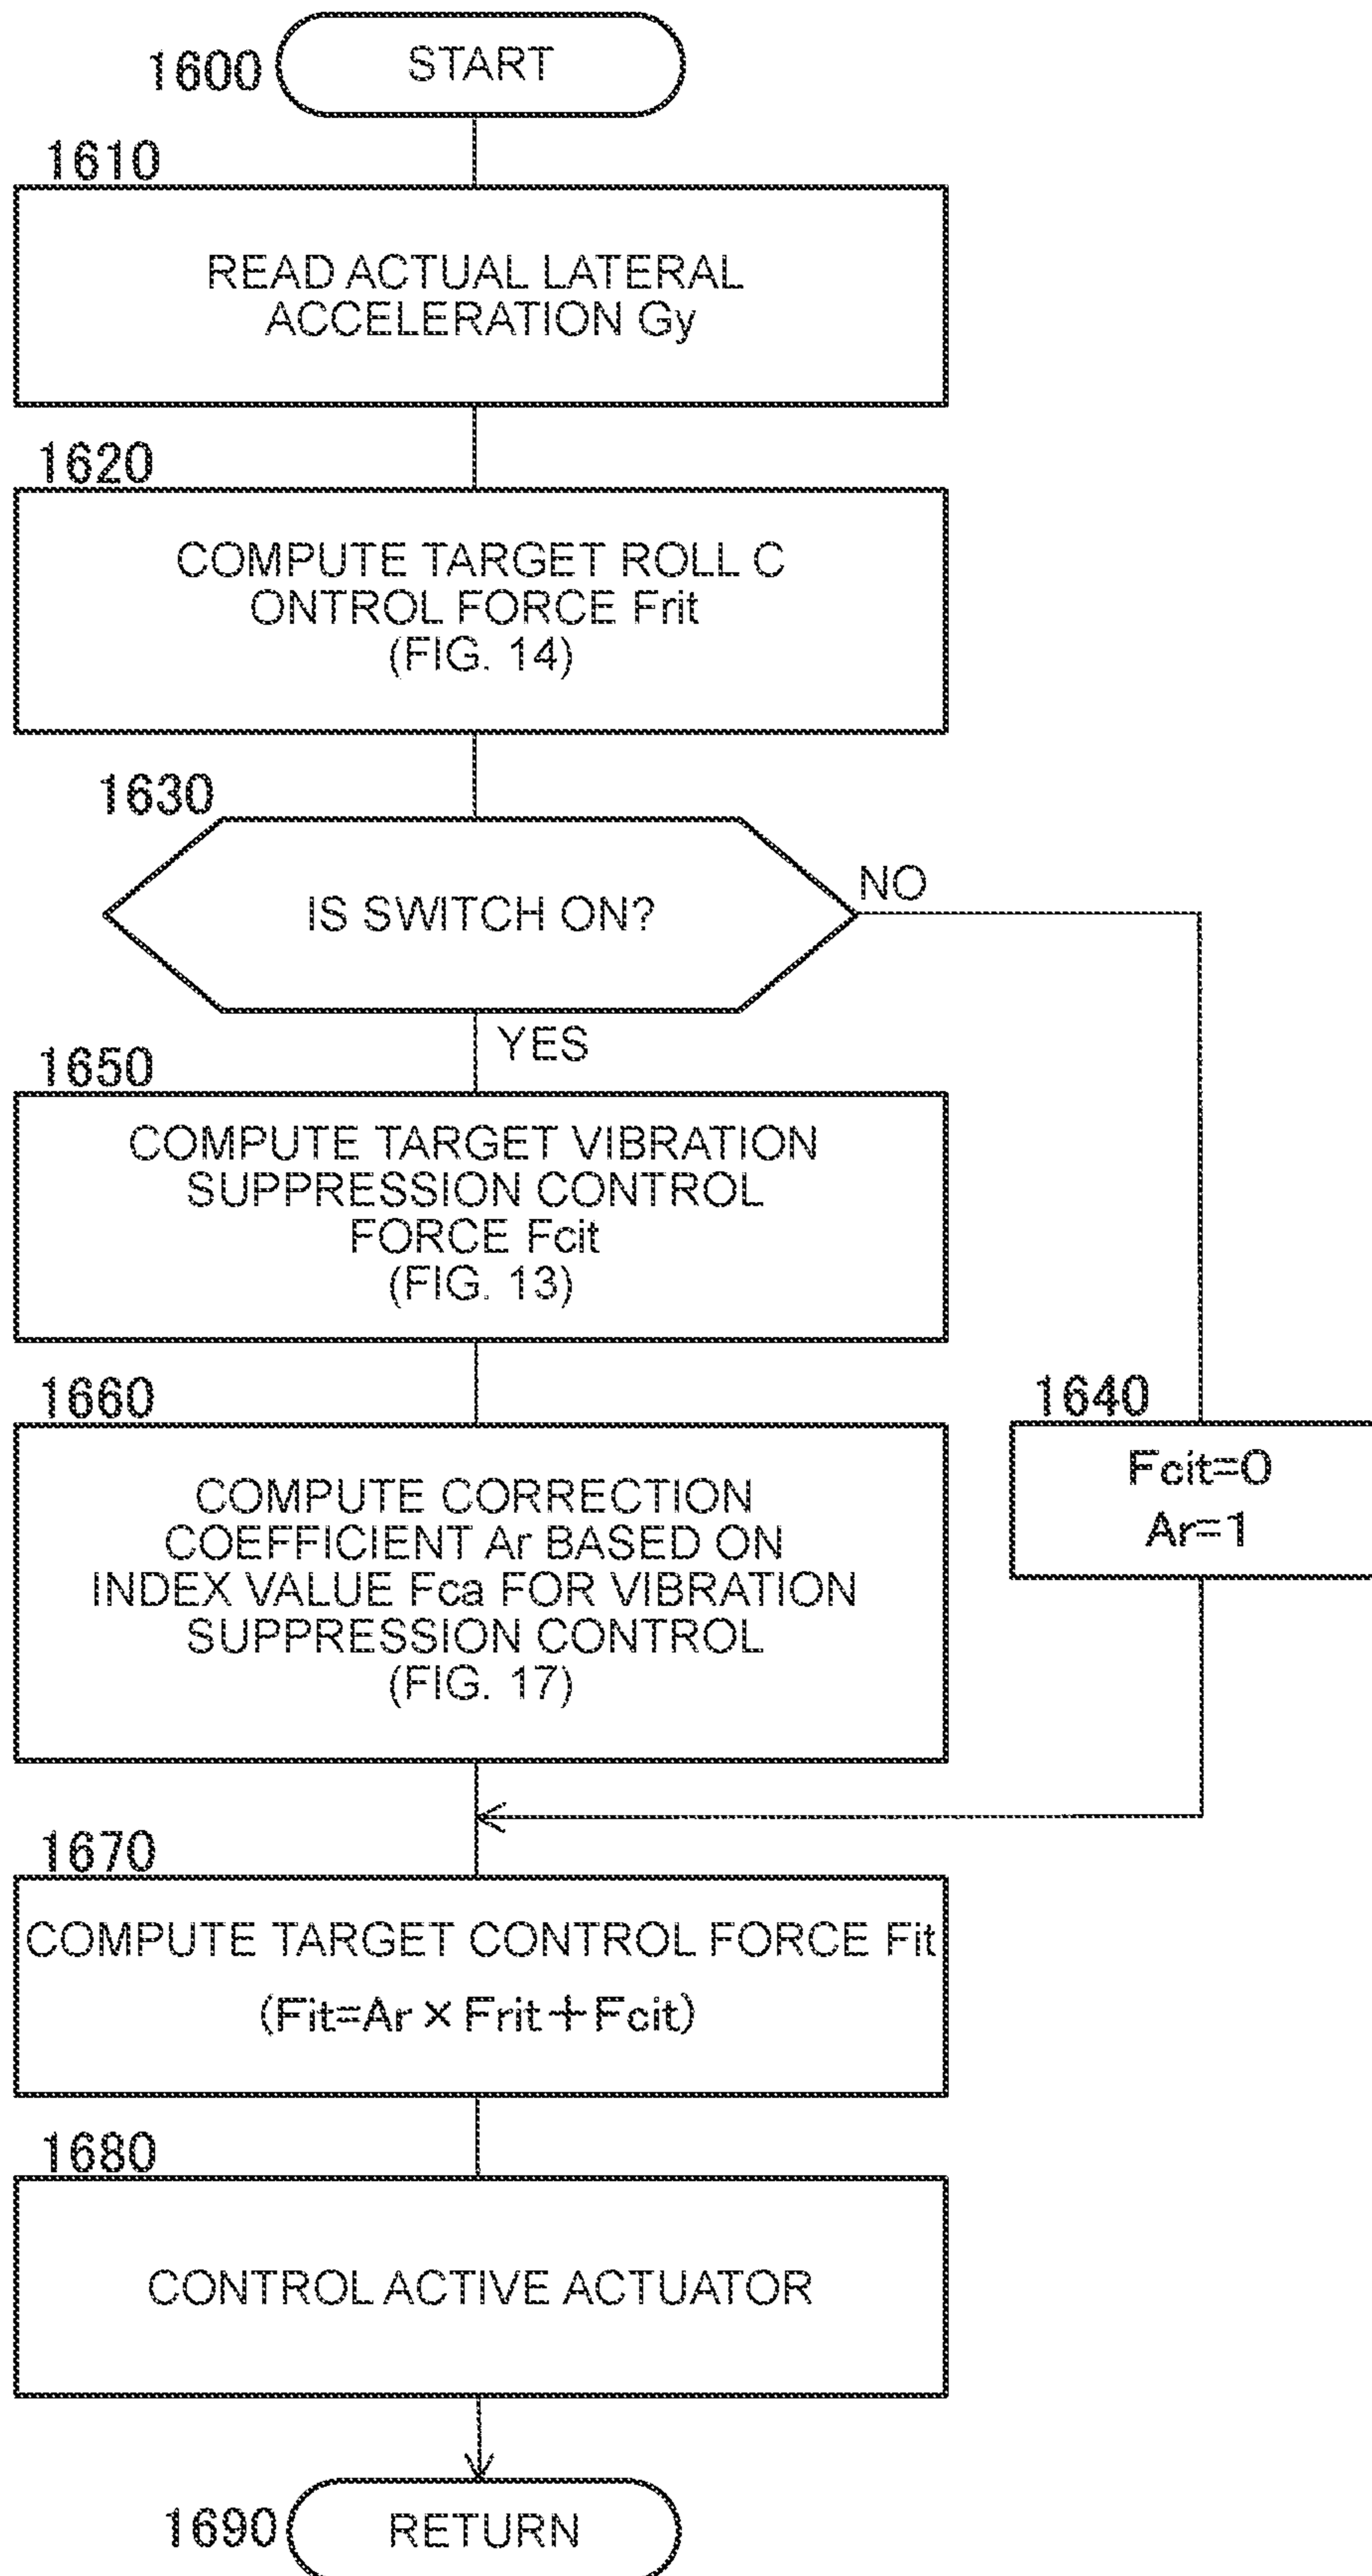 1600
START
1610
READ ACTUAL LATERAL
ACCELERATION Gy
1620
COMPUTE TARGET ROLL C
ONTROL FORCE Frit
(FIG. 14)
1630
IS SWITCH ON?
NO
YES
1650
COMPUTE TARGET VIBRATION
SUPPRESSION CONTROL
FORCE Fcit
(FIG. 13)
1660
COMPUTE CORRECTION
COEFFICIENT Ar BASED ON
INDEX VALUE Fca FOR VIBRATION
SUPPRESSION CONTROL
(FIG. 17)
1640
Fcit=0
Ar=1
1670
COMPUTE TARGET CONTROL FORCE Fit
(Fit=Ar×Frit+Fcit)
1680
CONTROL ACTIVE ACTUATOR
1690
RETURN